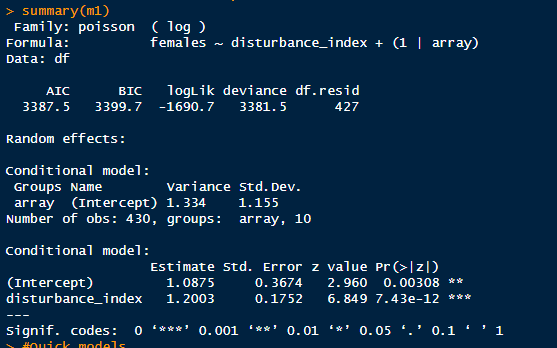 > summary(m1)
 Family: poisson  ( log )
Formula:          females ~ disturbance_index + (1 | array)
Data: df

     AIC      BIC   logLik deviance df.resid
  3387.5   3399.7  -1690.7   3381.5      427

Random effects:

Conditional model:
 Groups Name        Variance Std.Dev.
 array  (Intercept) 1.334    1.155
Number of obs: 430, groups:  array, 10

Conditional model:
                  Estimate Std. Error z value Pr(>|z|)
(Intercept)         1.0875     0.3674   2.960  0.00308 **
disturbance_index   1.2003     0.1752   6.849 7.43e-12 ***
---
Signif. codes:  0 ‘***’ 0.001 ‘**’ 0.01 ‘*’ 0.05 ‘.’ 0.1 ‘ ’ 1
> #Quick models